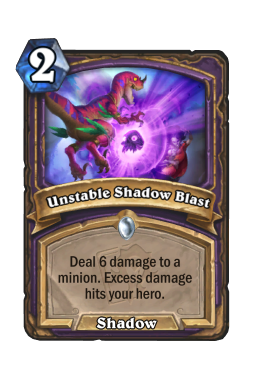 2
Unstable Shadow Blast
Deal 6 damage to a
minion. Excess damage
hits your hero.
Shadow